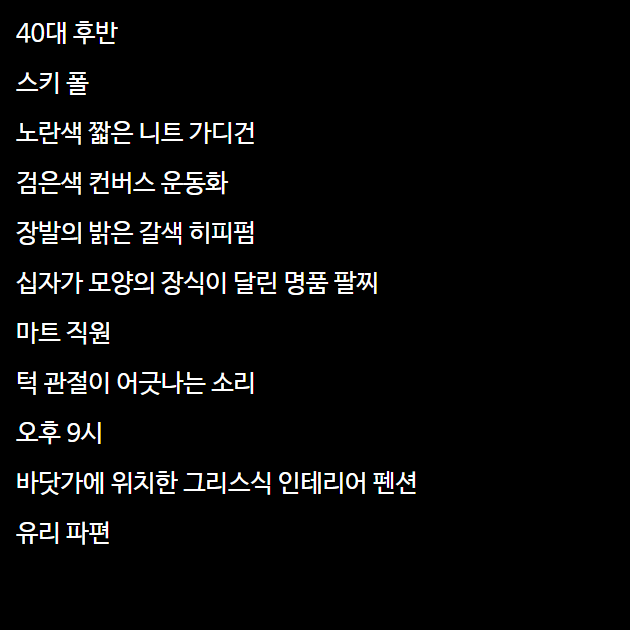 40대 후반
스키 폴
노란색 짧은 니트 가디건
검은색 컨버스 운동화
장발의 밝은 갈색 히피펌
십자가 모양의 장식이 달린 명품 팔찌
마트 직원
턱 관절이 어긋나는 소리
오후 9시
바닷가에 위치한 그리스식 인테리어 펜션
유리 파편